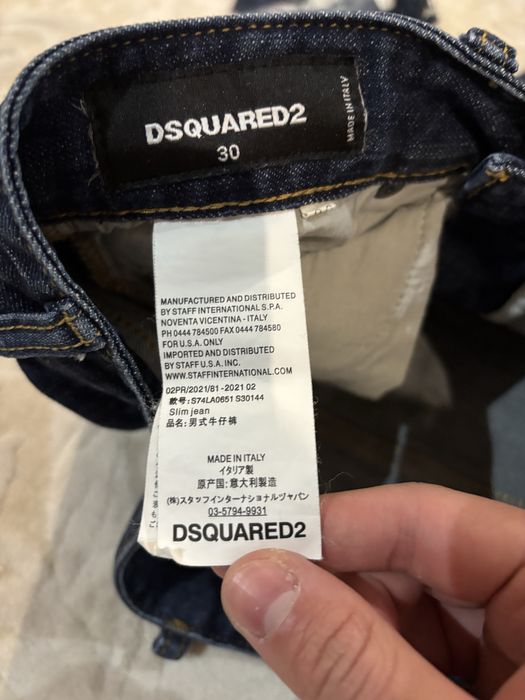 DSQUARED2
30
MADE IN ITALY
MANUFACTURED AND DISTRIBUTED
BY STAFF INTERNATIONAL S.P.A.
NOVENTA VICENTINA - ITALY
PH 0444 784500 FAX 0444 784580
FOR U.S.A. ONLY
IMPORTED AND DISTRIBUTED
BY STAFF U.S.A. INC.
WWW.STAFFINTERNATIONAL.COM
02PR/2021/81 - 2021 02
款号: S74LA0651 S30144
Slim jean
品名: 男式牛仔裤
MADE IN ITALY
イタリア製
原产国: 意大利製造
(株)スタッフインターナショナルジャパン
03-5794-9931
DSQUARED2